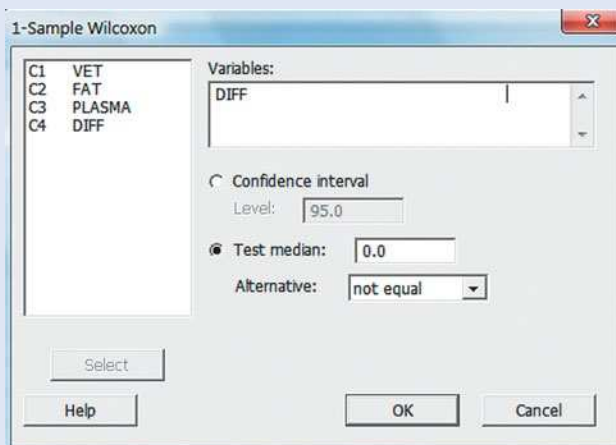 1-Sample Wilcoxon
C1 VET
C2 FAT
C3 PLASMA
C4 DIFF
Variables:
DIFF
Confidence interval
Level: 95.0
Test median: 0.0
Alternative: not equal
Select
Help
OK
Cancel